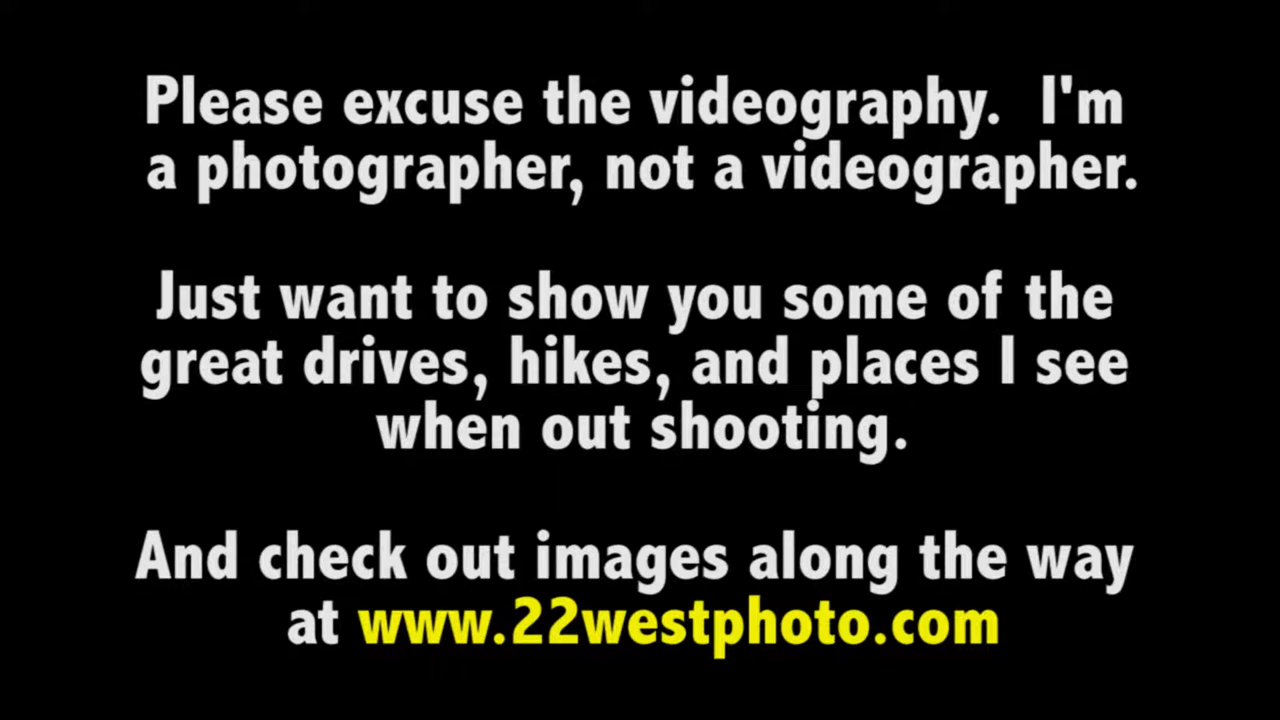 Please excuse the videography.  I'm
a photographer, not a videographer.
Just want to show you some of the
great drives, hikes, and places I see
when out shooting.
And check out images along the way
at www.22westphoto.com